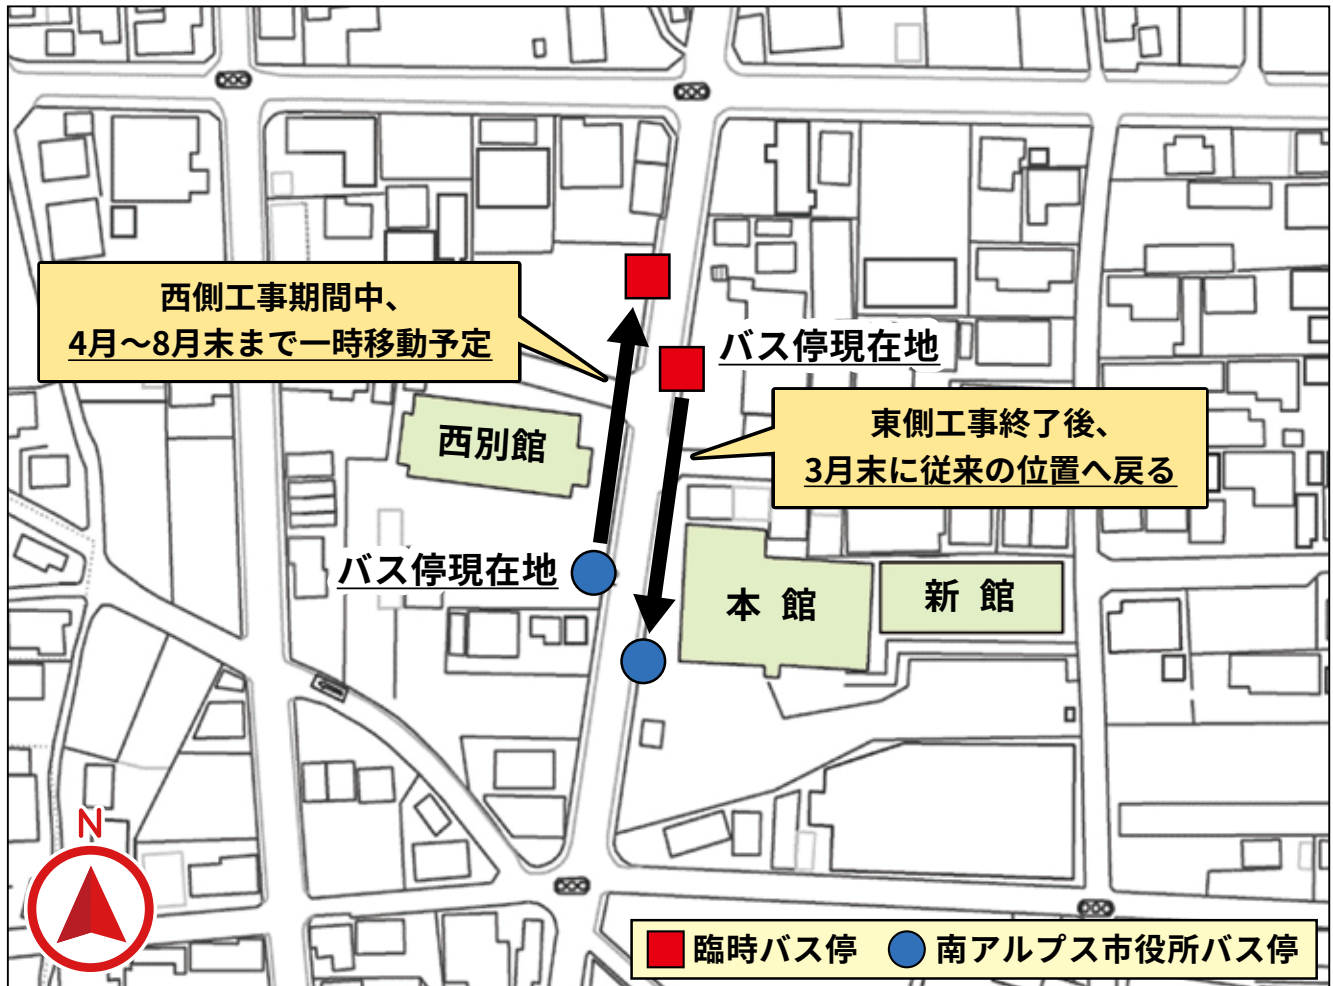 西側工事期間中、
4月～8月末まで一時移動予定
バス停現在地
東側工事終了後、
3月末に従来の位置へ戻る
西別館
バス停現在地
本館
新館
N
臨時バス停
南アルプス市役所バス停